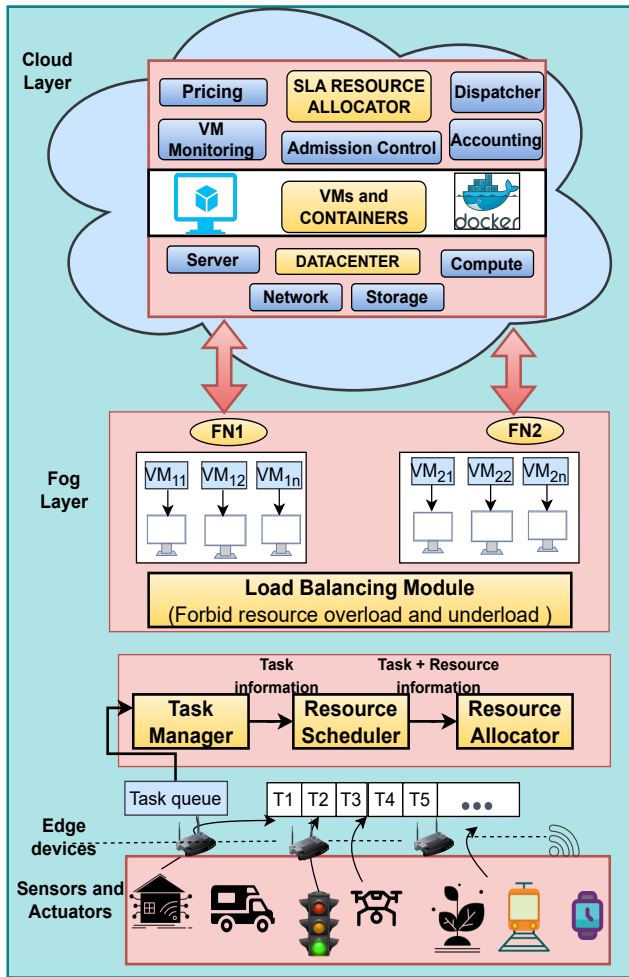 Cloud
Layer
Pricing
SLA RESOURCE
ALLOCATOR
Dispatcher
VM
Monitoring
Admission Control
Accounting
VMs and
CONTAINERS
docker
Server
DATACENTER
Compute
Network
Storage
FN1
FN2
Fog
Layer
VM11
VM12
VM1n
VM21
VM22
VM2n
Load Balancing Module
(Forbid resource overload and underload )
Task
information
Task + Resource
information
Task
Manager
Resource
Scheduler
Resource
Allocator
Task queue
T1
T2
T3
T4
T5
...
Edge
devices
Sensors and
Actuators